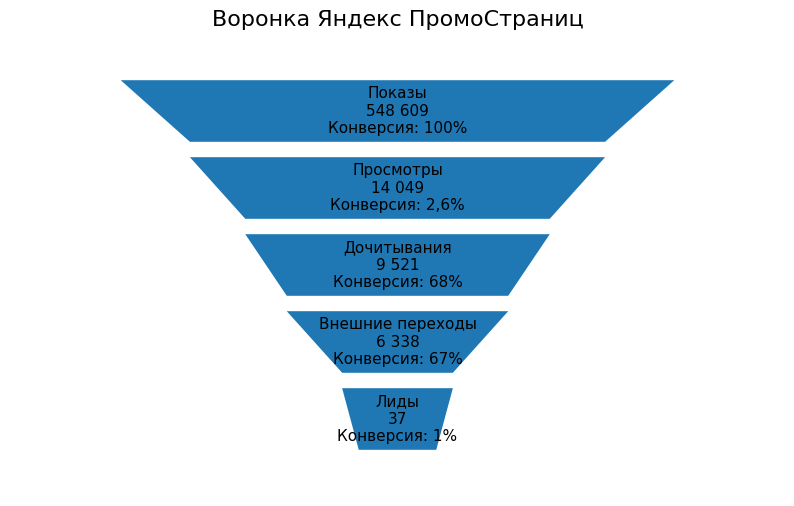 Воронка Яндекс ПромоСтраниц
Показы
548 609
Конверсия: 100%
Просмотры
14 049
Конверсия: 2,6%
Дочитывания
9 521
Конверсия: 68%
Внешние переходы
6 338
Конверсия: 67%
Лиды
37
Конверсия: 1%